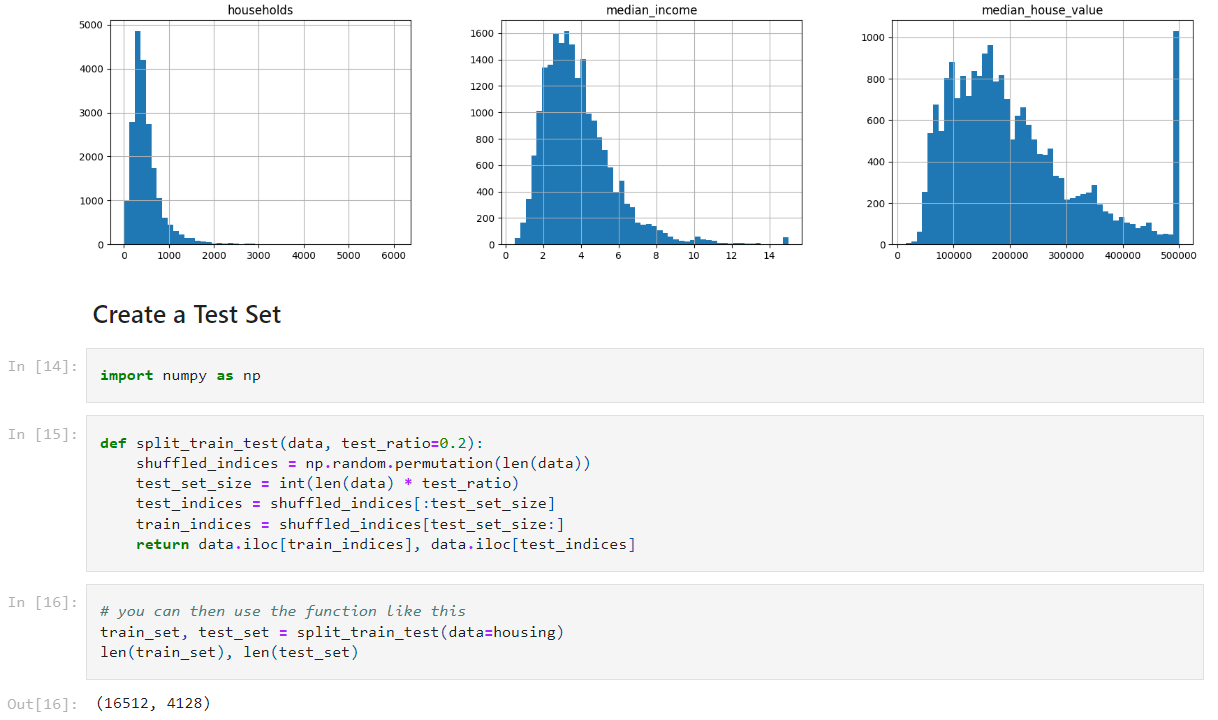 households
median_income
median_house_value
5000
4000
3000
2000
1000
0
0 1000 2000 3000 4000 5000 6000
1600
1400
1200
1000
800
600
400
200
0
0 2 4 6 8 10 12 14
1000
800
600
400
200
0
0 100000 200000 300000 400000 500000
Create a Test Set
In [14]:
import numpy as np
In [15]:
def split_train_test(data, test_ratio=0.2):
    shuffled_indices = np.random.permutation(len(data))
    test_set_size = int(len(data) * test_ratio)
    test_indices = shuffled_indices[:test_set_size]
    train_indices = shuffled_indices[test_set_size:]
    return data.iloc[train_indices], data.iloc[test_indices]
In [16]:
# you can then use the function like this
train_set, test_set = split_train_test(data=housing)
len(train_set), len(test_set)
Out[16]: (16512, 4128)